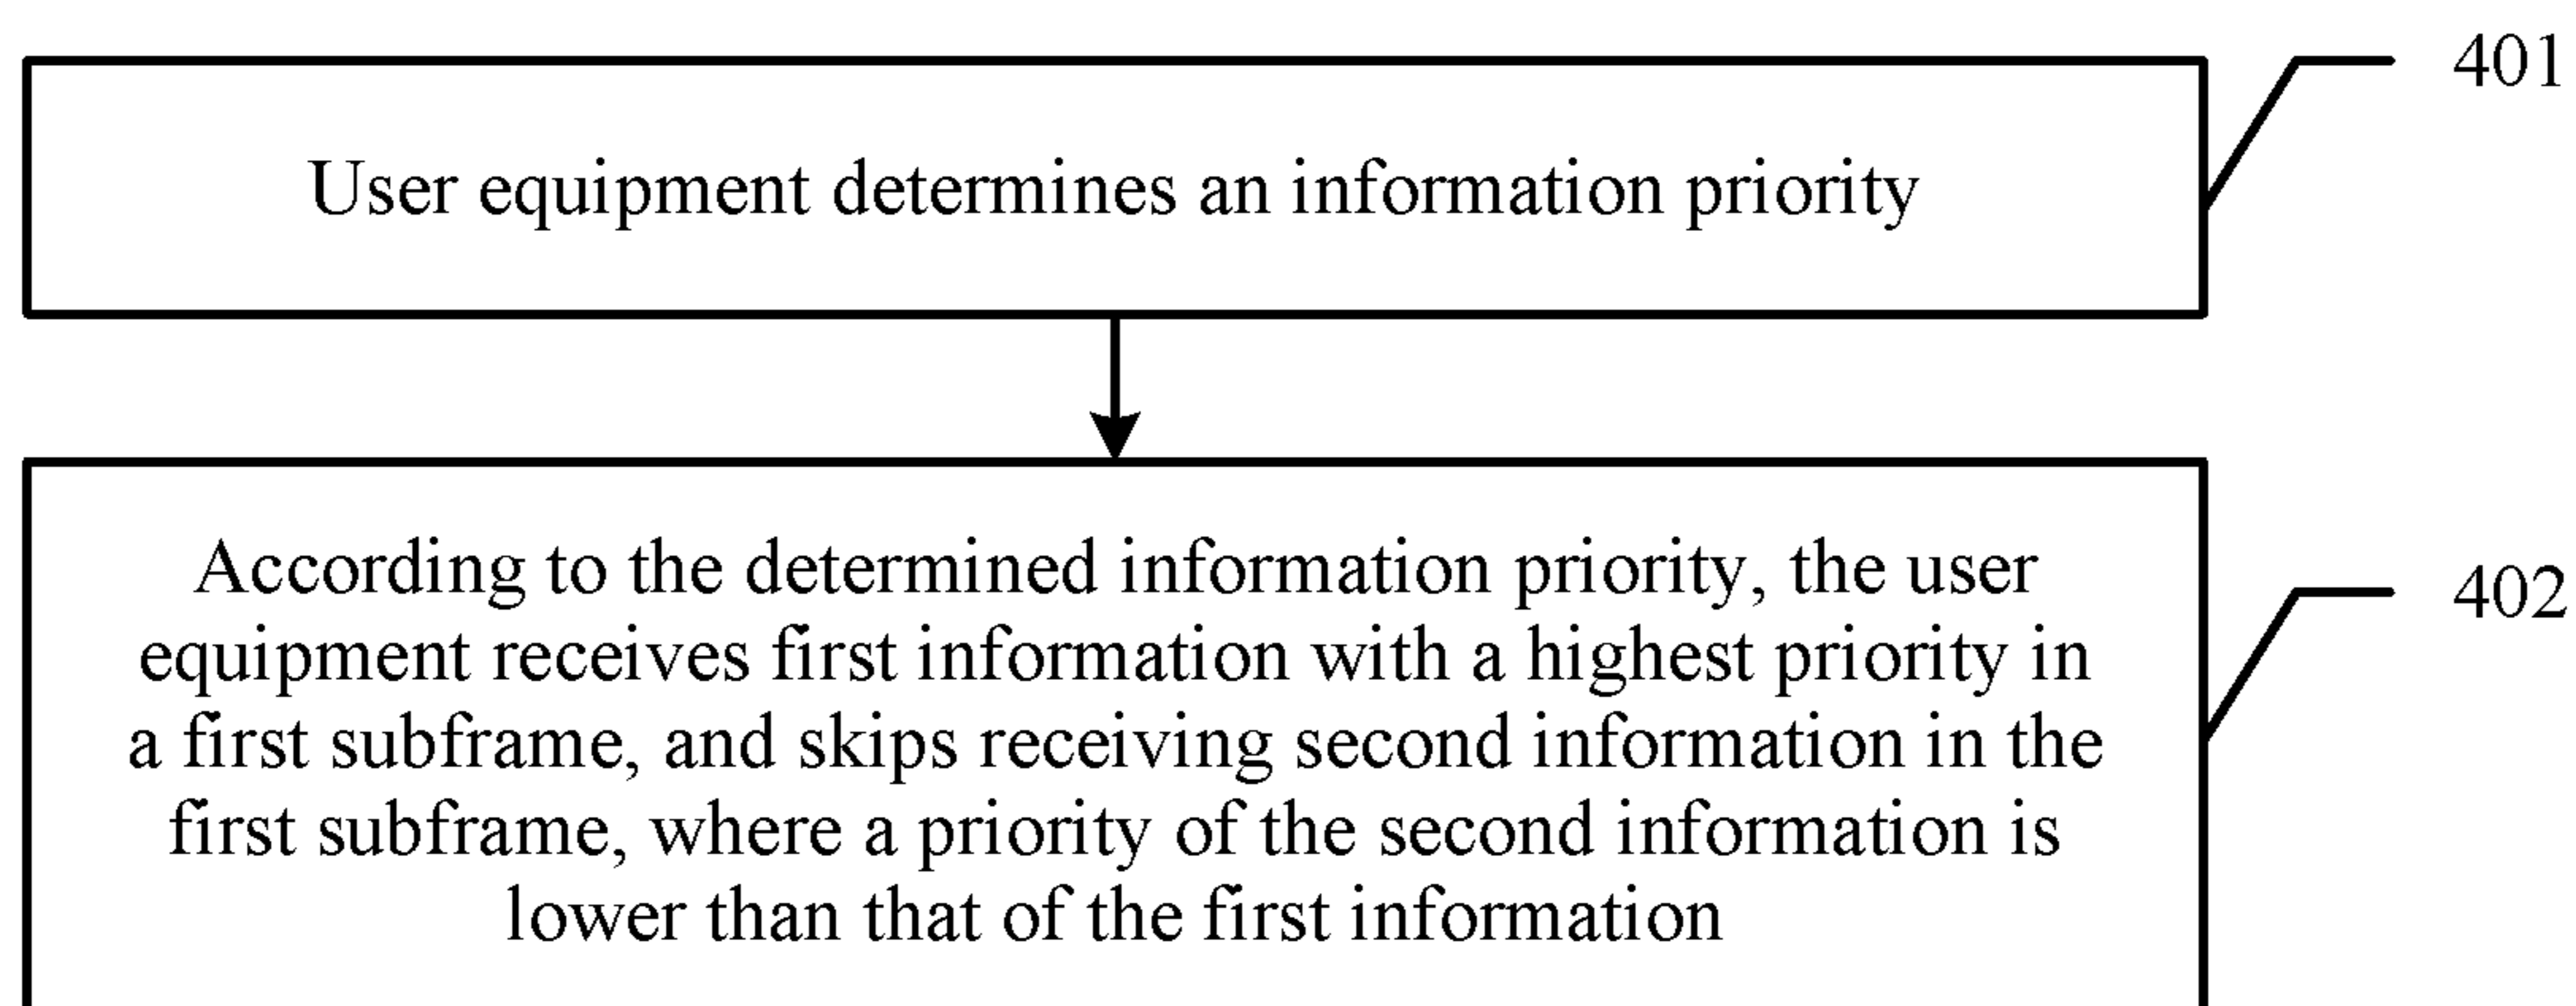 401
User equipment determines an information priority
According to the determined information priority, the user
equipment receives first information with a highest priority in
a first subframe, and skips receiving second information in the
first subframe, where a priority of the second information is
lower than that of the first information
402